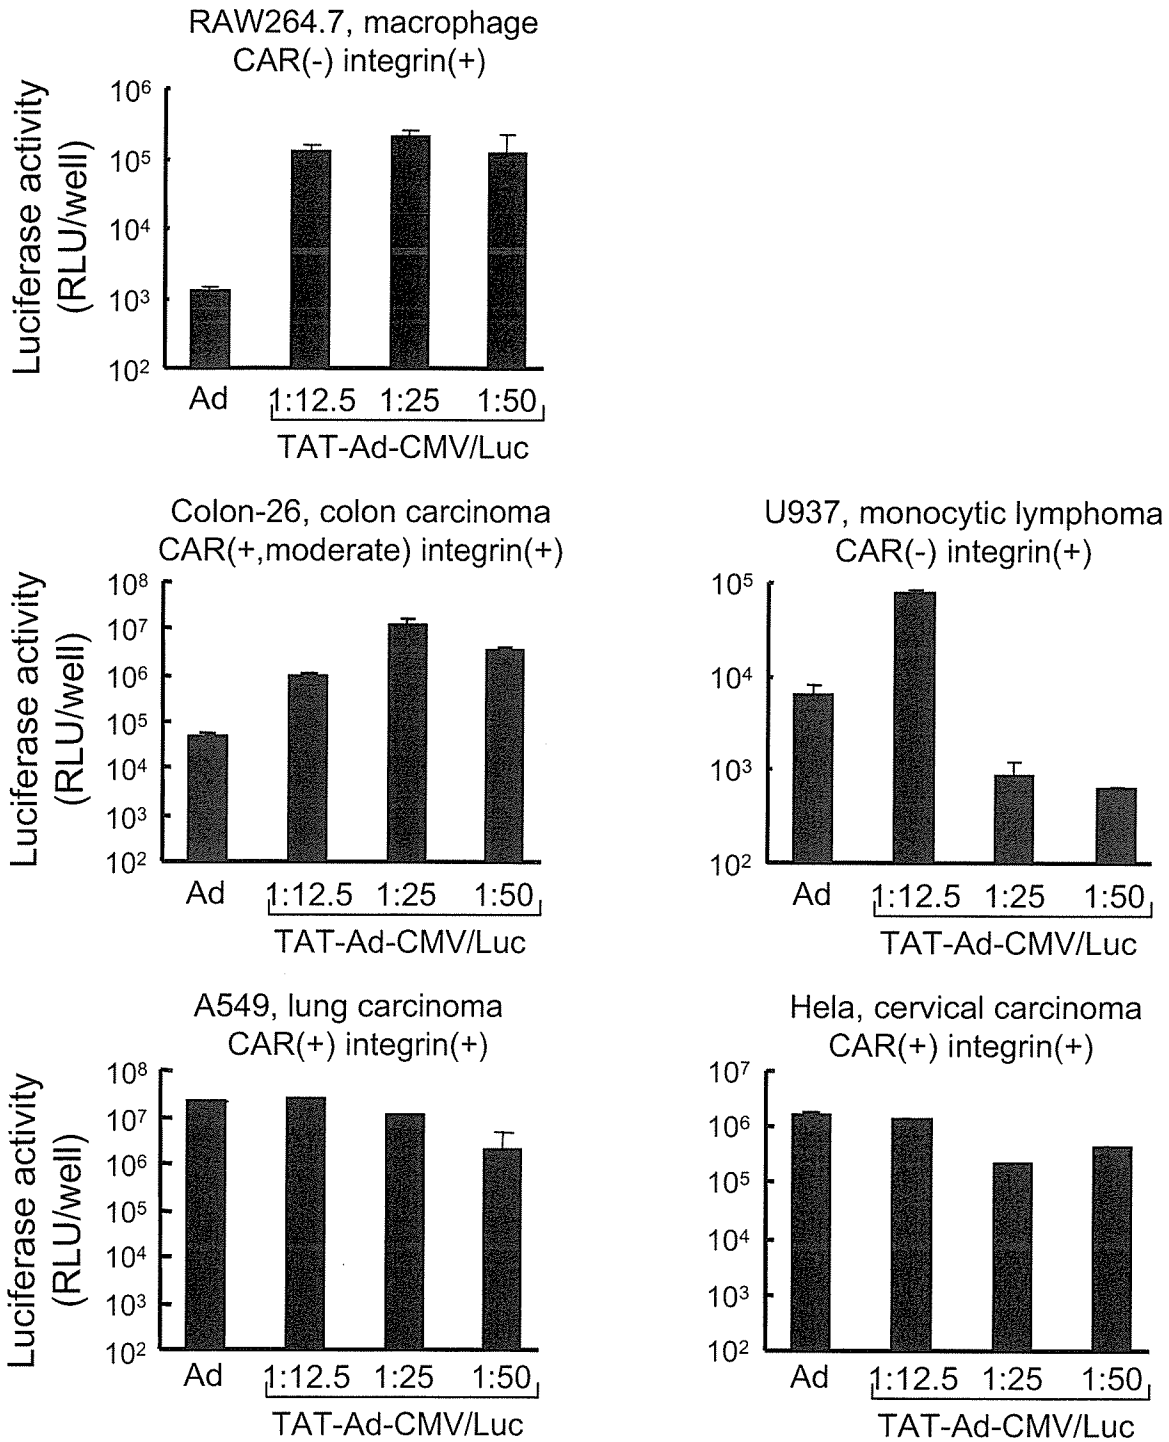 RAW264.7, macrophage
CAR(-) integrin(+)
Luciferase activity
(RLU/well)
10⁶
10⁵
10⁴
10³
10²
Ad 1:12.5 1:25 1:50
TAT-Ad-CMV/Luc
Colon-26, colon carcinoma
CAR(+,moderate) integrin(+)
Luciferase activity
(RLU/well)
10⁸
10⁷
10⁶
10⁵
10⁴
10³
10²
Ad 1:12.5 1:25 1:50
TAT-Ad-CMV/Luc
U937, monocytic lymphoma
CAR(-) integrin(+)
10⁵
10⁴
10³
10²
Ad 1:12.5 1:25 1:50
TAT-Ad-CMV/Luc
A549, lung carcinoma
CAR(+) integrin(+)
Luciferase activity
(RLU/well)
10⁸
10⁷
10⁶
10⁵
10⁴
10³
10²
Ad 1:12.5 1:25 1:50
TAT-Ad-CMV/Luc
Hela, cervical carcinoma
CAR(+) integrin(+)
10⁷
10⁶
10⁵
10⁴
10³
10²
Ad 1:12.5 1:25 1:50
TAT-Ad-CMV/Luc